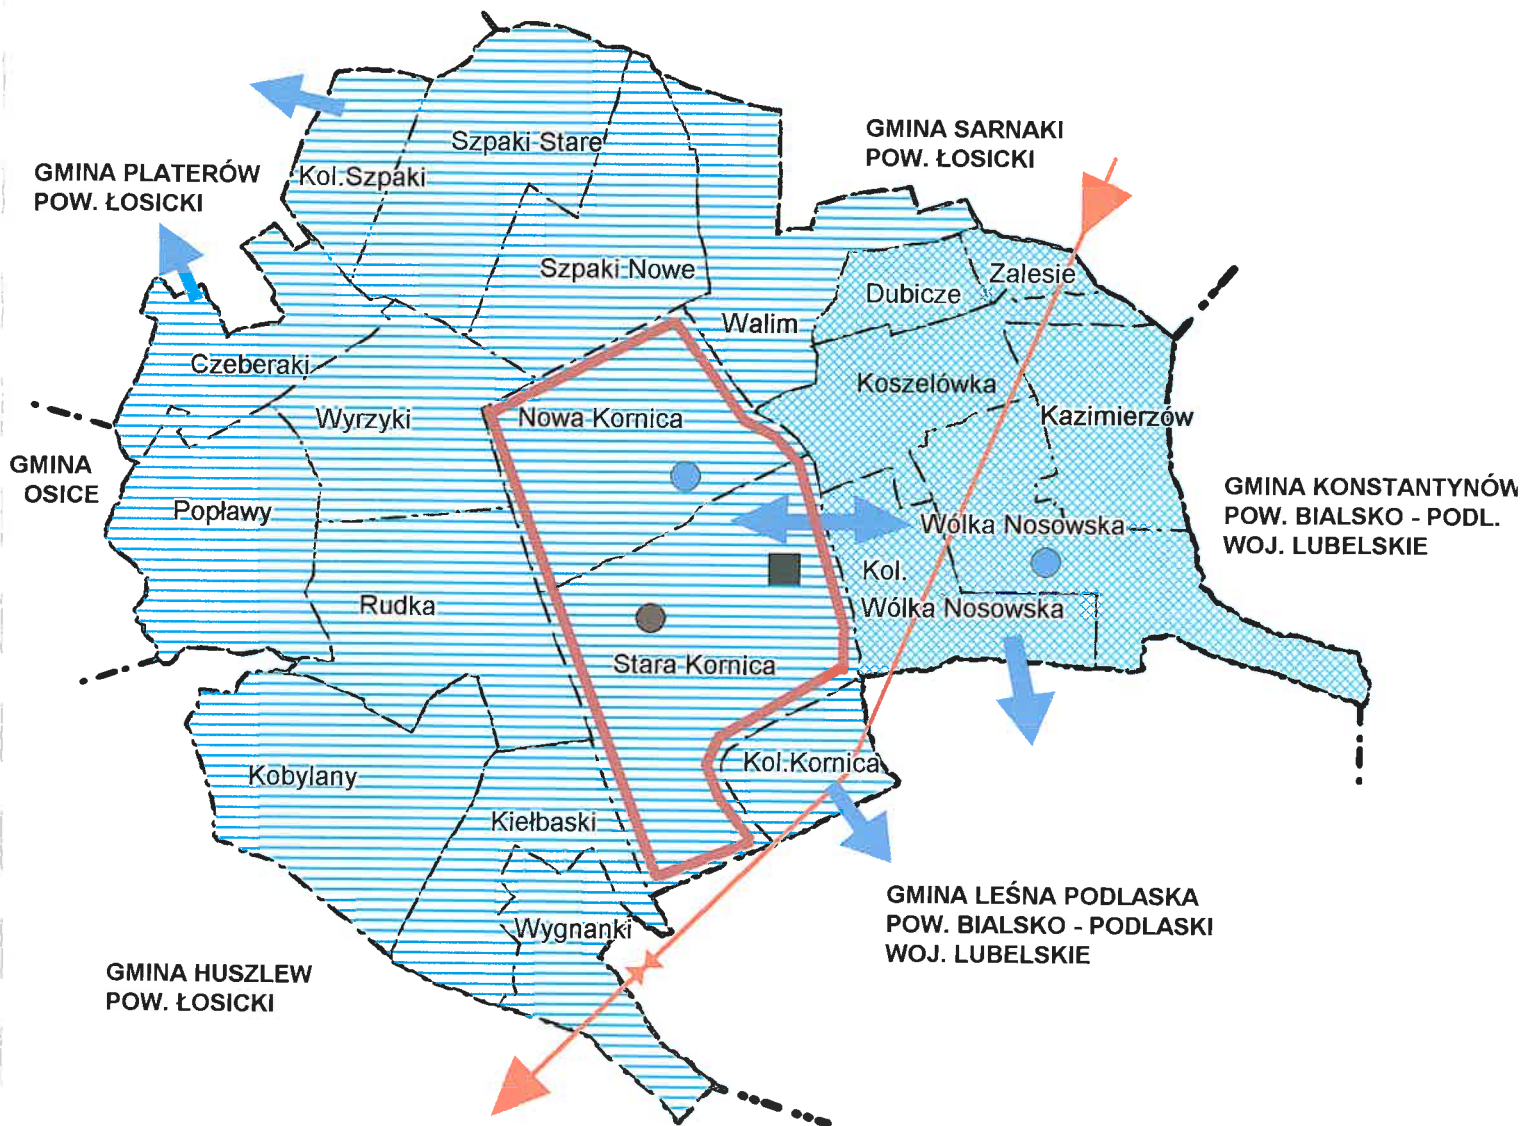 GMINA SARNAKI
POW. ŁOSICKI
Szpaki Stare
GMINA PLATERÓW
POW. ŁOSICKI
Kol.Szpaki
Szpaki Nowe
Zalesie
Dubicze
Walim
Czeberaki
Koszelówka
Wyrzyki
Nowa Kornica
Kazimierzów
GMINA
OSICE
GMINA KONSTANTYNÓW
POW. BIALSKO - PODL.
WOJ. LUBELSKIE
Popławy
Wólka Nosowska
Kol.
Wólka Nosowska
Rudka
Stara Kornica
Kol.Kornica
Kobylany
Kiełbaski
GMINA LEŚNA PODLASKA
POW. BIALSKO - PODLASKI
WOJ. LUBELSKIE
Wygnanki
GMINA HUSZLEW
POW. ŁOSICKI